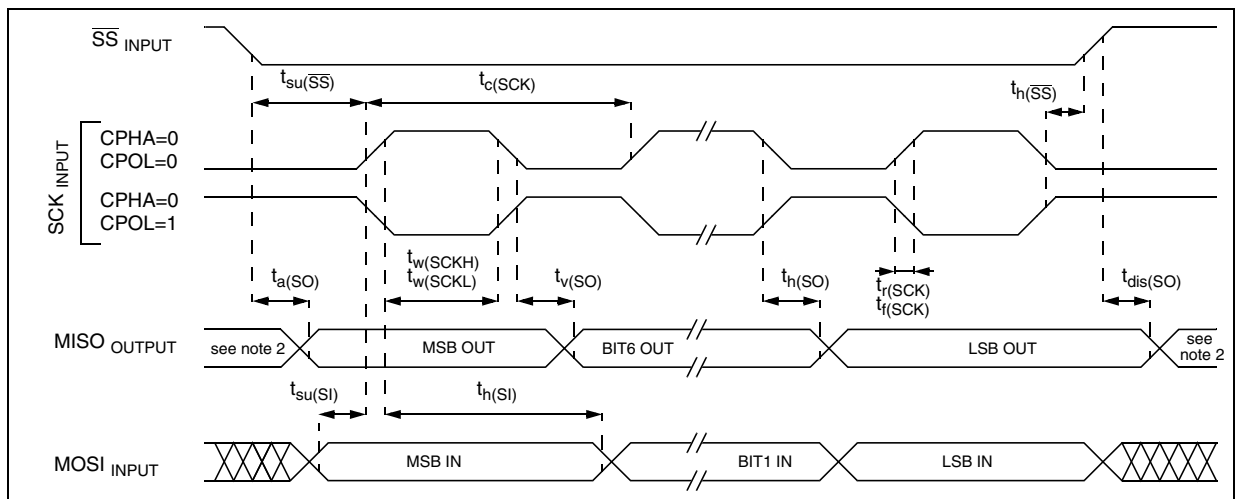 SS INPUT
tsu(SS)
tc(SCK)
th(SS)
SCK INPUT
CPHA=0
CPOL=0
CPHA=0
CPOL=1
ta(SO)
tw(SCKH)
tw(SCKL)
tv(SO)
th(SO)
tr(SCK)
tf(SCK)
tdis(SO)
MISO OUTPUT
see note 2
MSB OUT
BIT6 OUT
LSB OUT
see
note 2
tsu(SI)
th(SI)
MOSI INPUT
MSB IN
BIT1 IN
LSB IN